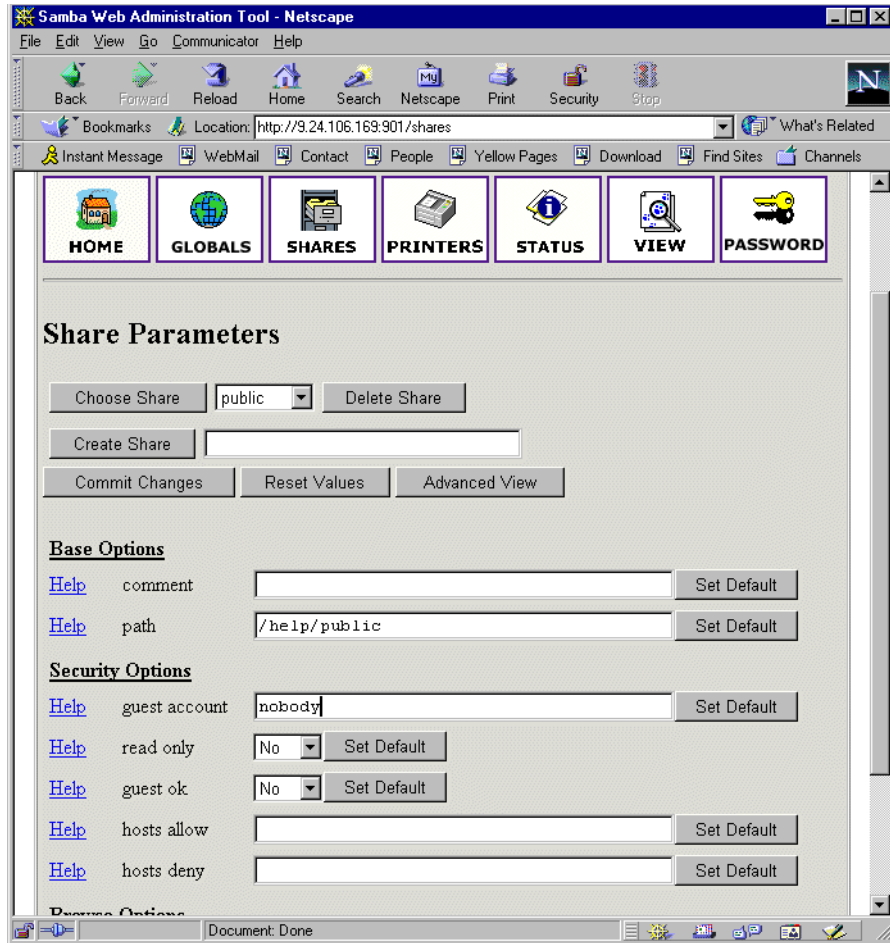 Samba Web Administration Tool - Netscape
File Edit View Go Communicator Help
Back Forward Reload Home Search Netscape Print Security Stop
My
N
Bookmarks Location: http://9.24.106.169:901/shares What's Related
Instant Message WebMail Contact People Yellow Pages Download Find Sites Channels
HOME GLOBALS SHARES PRINTERS STATUS VIEW PASSWORD
Share Parameters
Choose Share public Delete Share
Create Share
Commit Changes Reset Values Advanced View
Base Options
Help comment Set Default
Help path /help/public Set Default
Security Options
Help guest account nobody Set Default
Help read only No Set Default
Help guest ok No Set Default
Help hosts allow Set Default
Help hosts deny Set Default
Browse Options
Document: Done